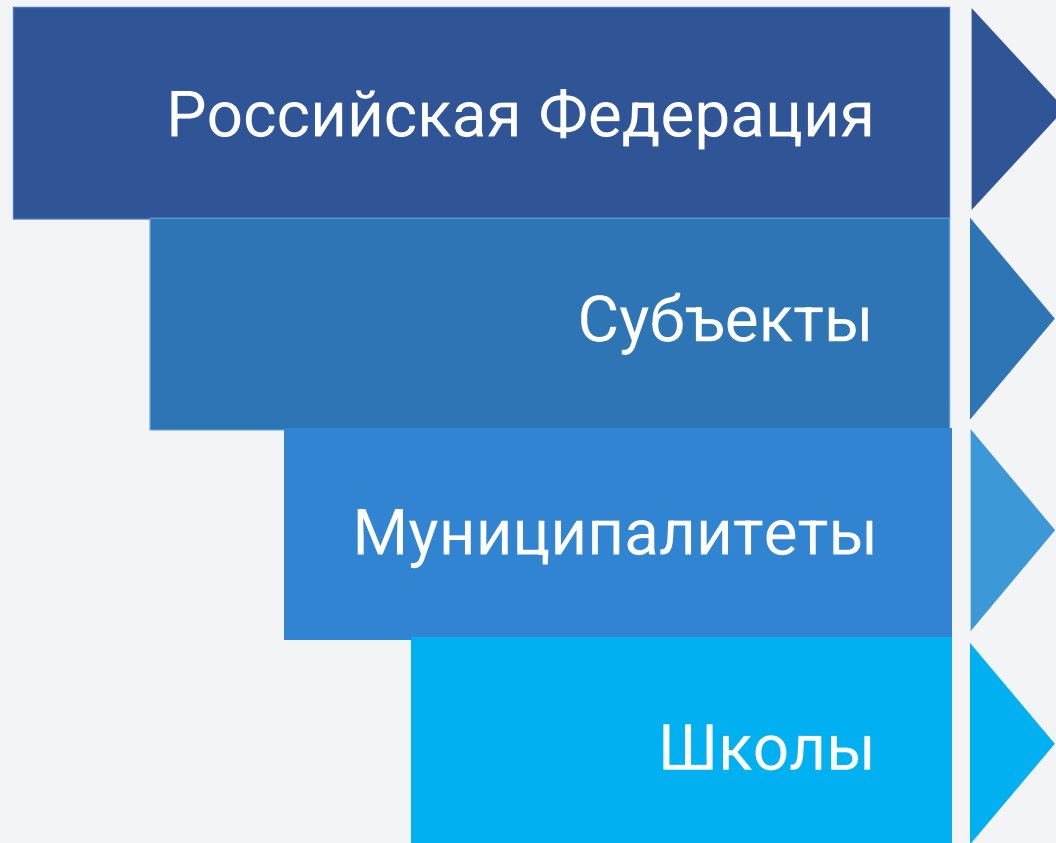 Российская Федерация
Субъекты
Муниципалитеты
Школы